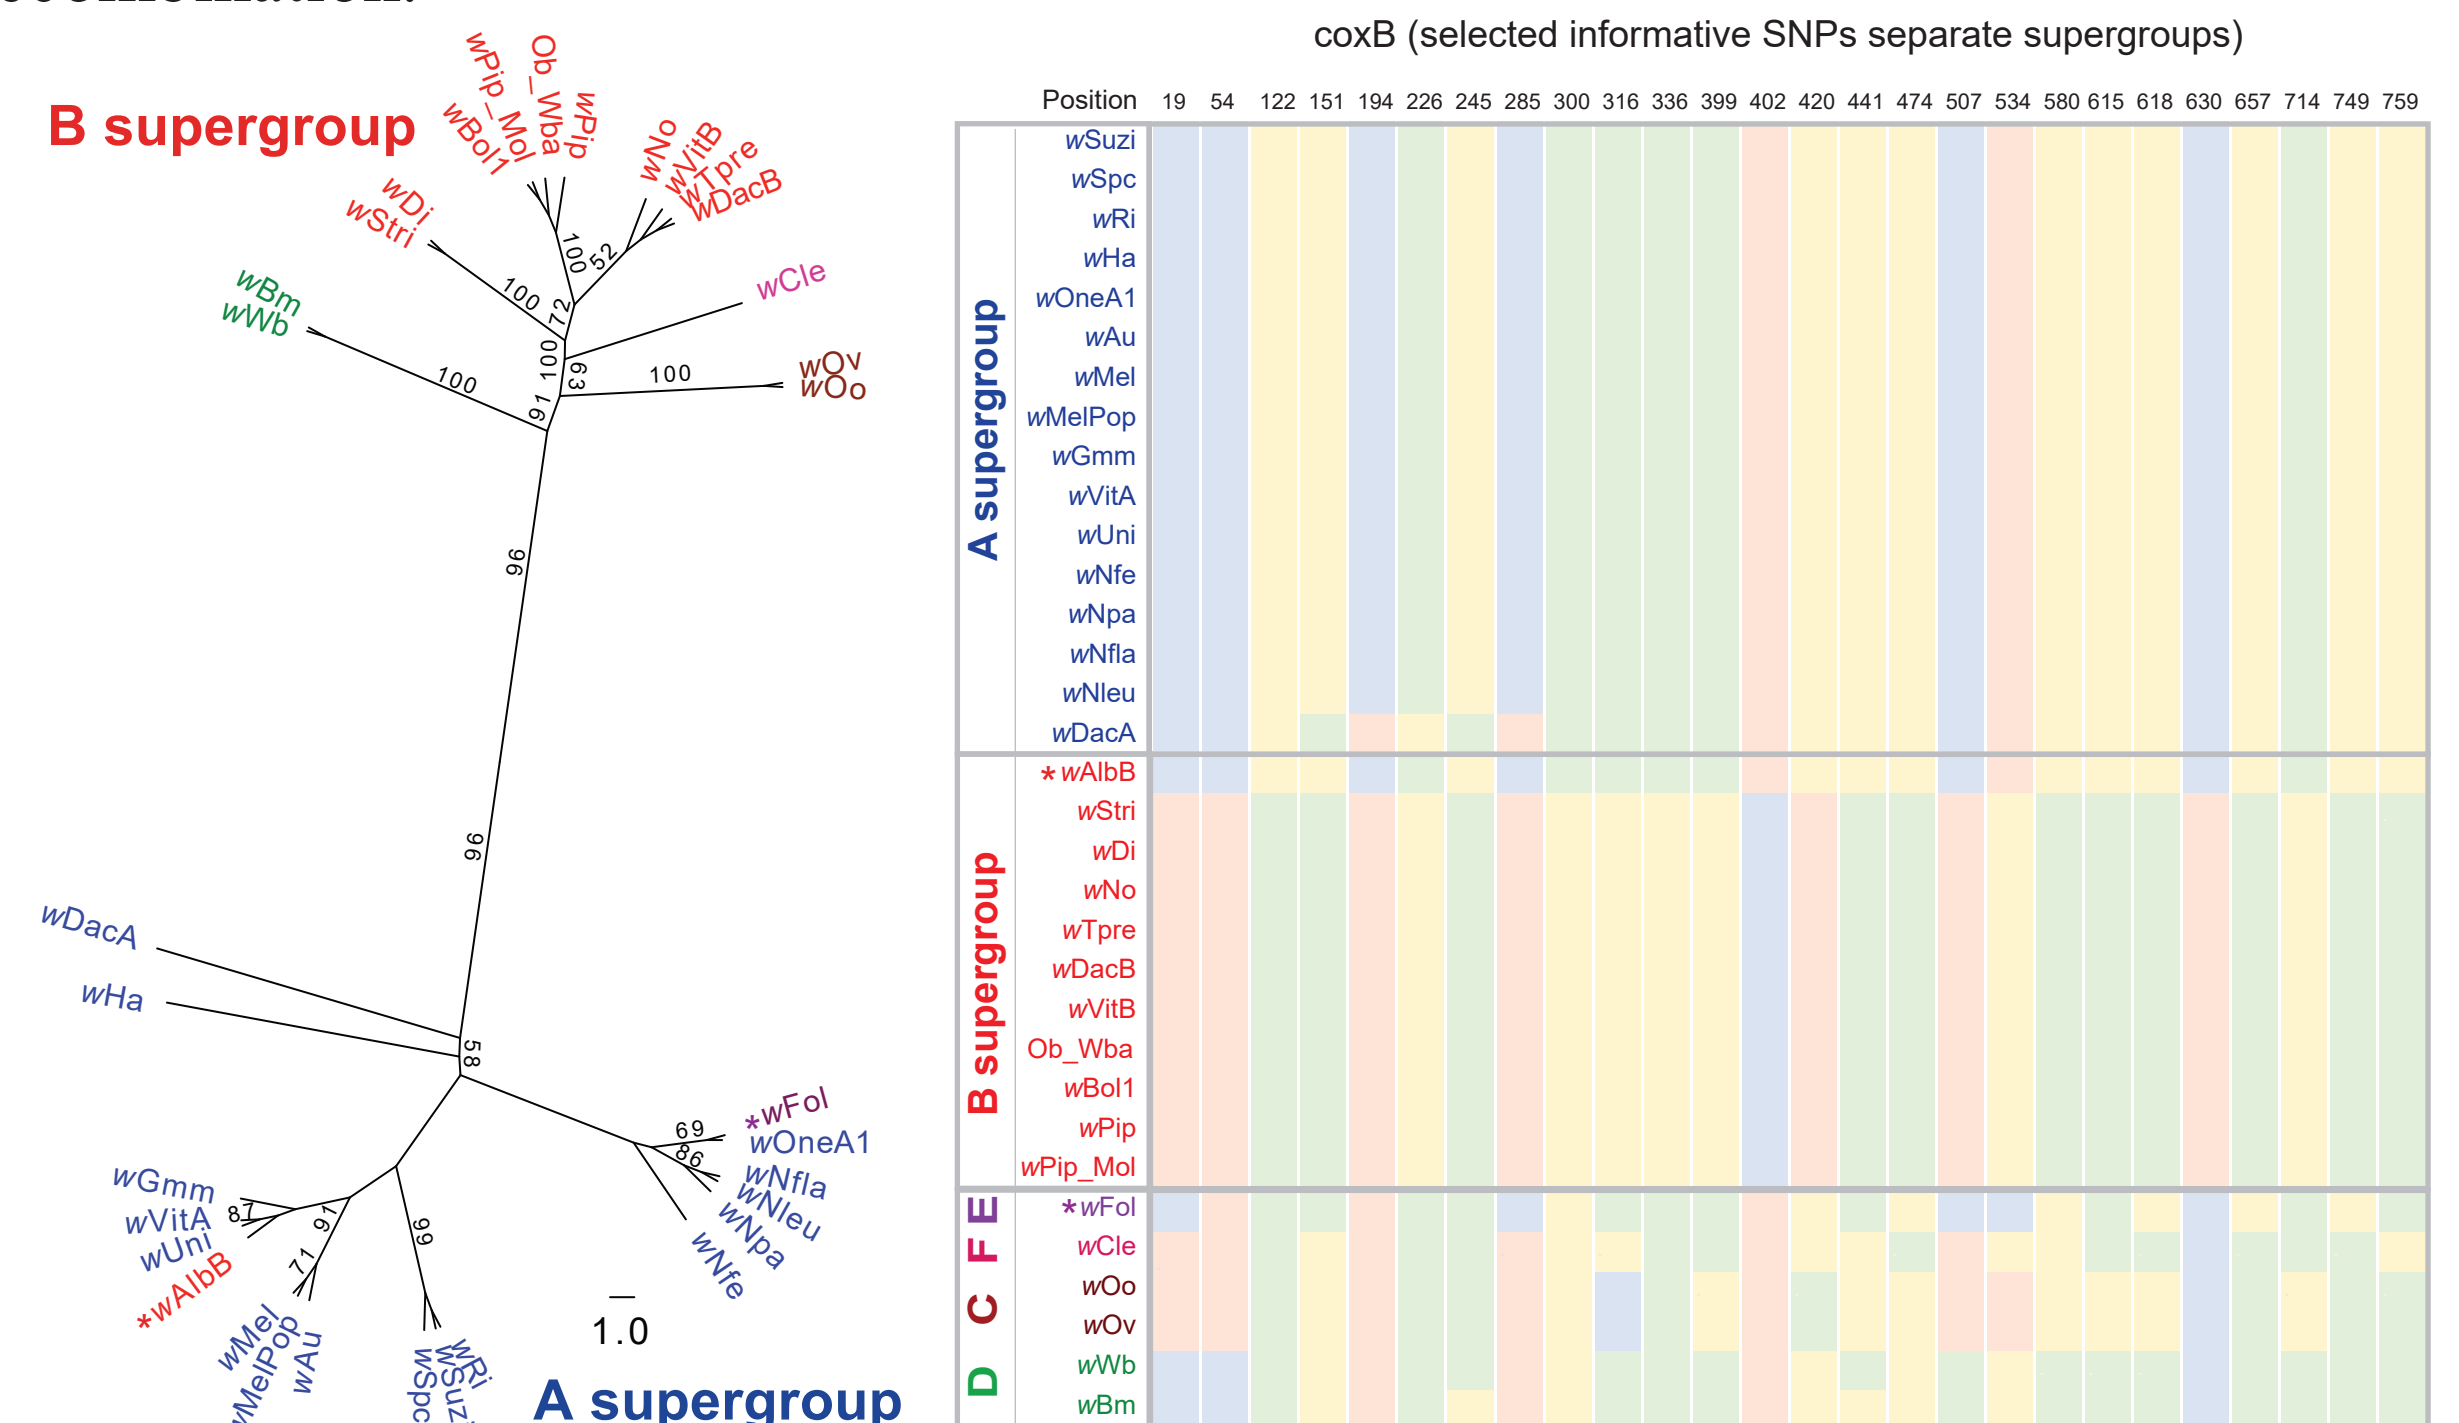 coxB (selected informative SNPs separate supergroups)
Position 19 54 122 151 194 226 245 285 300 316 336 399 402 420 441 474 507 534 580 615 618 630 657 714 749 759
B supergroup
wPip_Mol
Ob_Wba
wPip
wBol1
wNo
wVitB
wTpre
wDacB
wDi
wStri
100
52
wBm
wWb
100
72
wCle
100
63
100
wOv
wOo
100
91
96
96
wDacA
wHa
58
69
*wFol
wOneA1
86
wNfla
wNleu
wNpa
wNfe
wGmm
87
wVitA
wUni
*wAlbB
91
71
99
wMel
wMelPop
wAu
wSpc
wRi
1.0
A supergroup
A supergroup
wSuzi
wSpc
wRi
wHa
wOneA1
wAu
wMel
wMelPop
wGmm
wVitA
wUni
wNfe
wNpa
wNfla
wNleu
wDacA
B supergroup
* wAlbB
wStri
wDi
wNo
wTpre
wDacB
wVitB
Ob_Wba
wBol1
wPip
wPip_Mol
E
*wFol
F
wCle
C
wOo
wOv
D
wWb
wBm